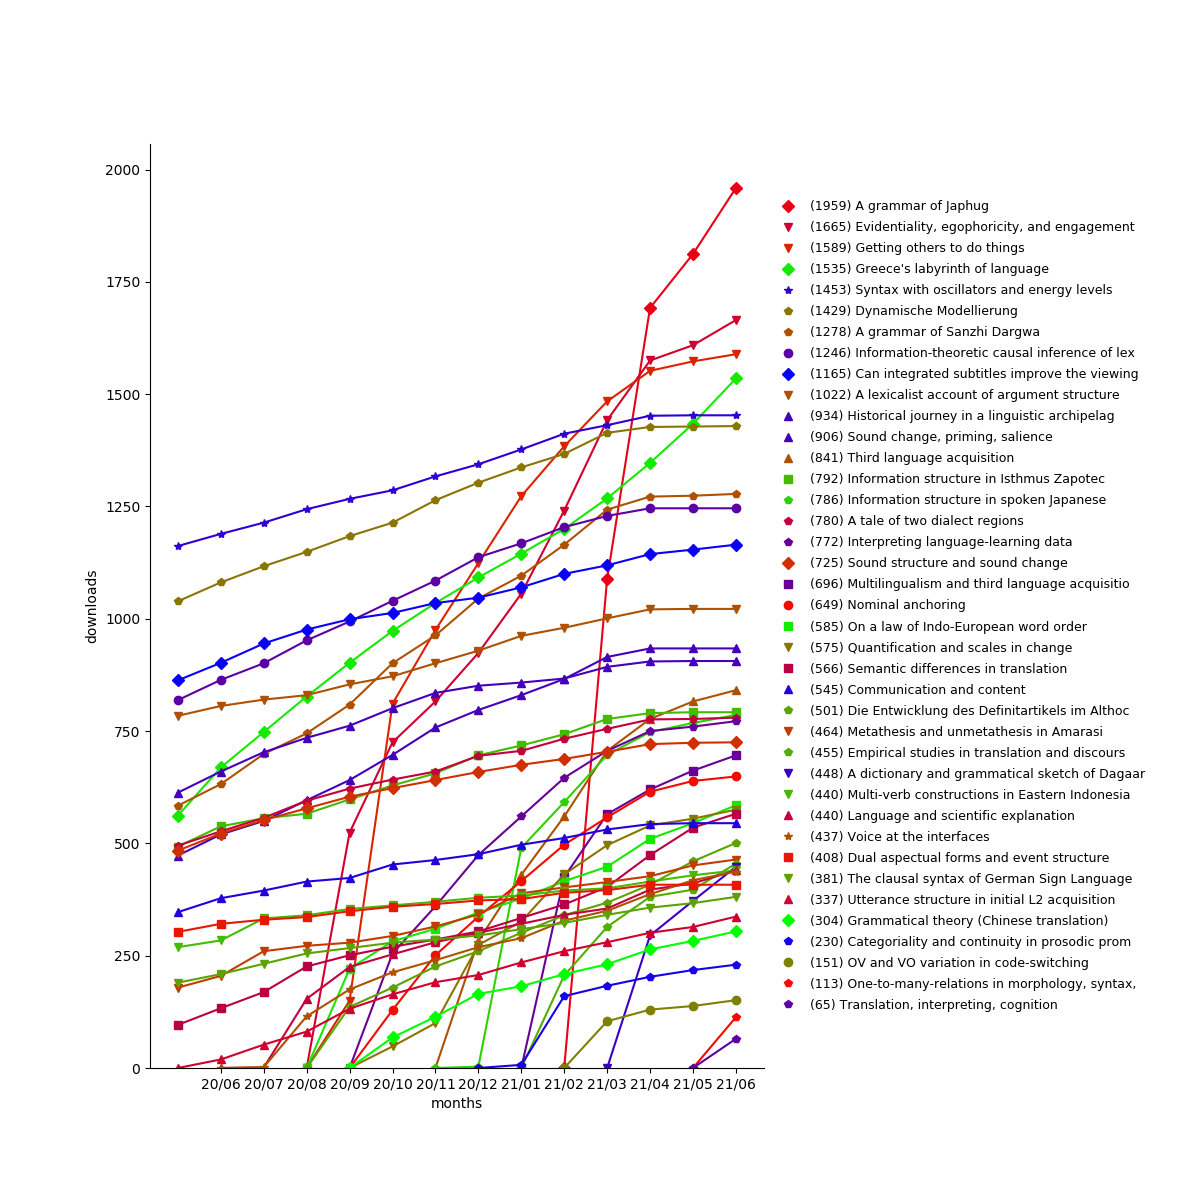 2000
1750
1500
1250
1000
750
500
250
0
downloads
20/06 20/07 20/08 20/09 20/10 20/11 20/12 21/01 21/02 21/03 21/04 21/05 21/06
months
(1959) A grammar of Japhug
(1665) Evidentiality, egophoricity, and engagement
(1589) Getting others to do things
(1535) Greece's labyrinth of language
(1453) Syntax with oscillators and energy levels
(1429) Dynamische Modellierung
(1278) A grammar of Sanzhi Dargwa
(1246) Information-theoretic causal inference of lex
(1165) Can integrated subtitles improve the viewing
(1022) A lexicalist account of argument structure
(934) Historical journey in a linguistic archipelag
(906) Sound change, priming, salience
(841) Third language acquisition
(792) Information structure in Isthmus Zapotec
(786) Information structure in spoken Japanese
(780) A tale of two dialect regions
(772) Interpreting language-learning data
(725) Sound structure and sound change
(696) Multilingualism and third language acquisitio
(649) Nominal anchoring
(585) On a law of Indo-European word order
(575) Quantification and scales in change
(566) Semantic differences in translation
(545) Communication and content
(501) Die Entwicklung des Definitartikels im Althoc
(464) Metathesis and unmetathesis in Amarasi
(455) Empirical studies in translation and discours
(448) A dictionary and grammatical sketch of Dagaar
(440) Multi-verb constructions in Eastern Indonesia
(440) Language and scientific explanation
(437) Voice at the interfaces
(408) Dual aspectual forms and event structure
(381) The clausal syntax of German Sign Language
(337) Utterance structure in initial L2 acquisition
(304) Grammatical theory (Chinese translation)
(230) Categoriality and continuity in prosodic prom
(151) OV and VO variation in code-switching
(113) One-to-many-relations in morphology, syntax,
(65) Translation, interpreting, cognition